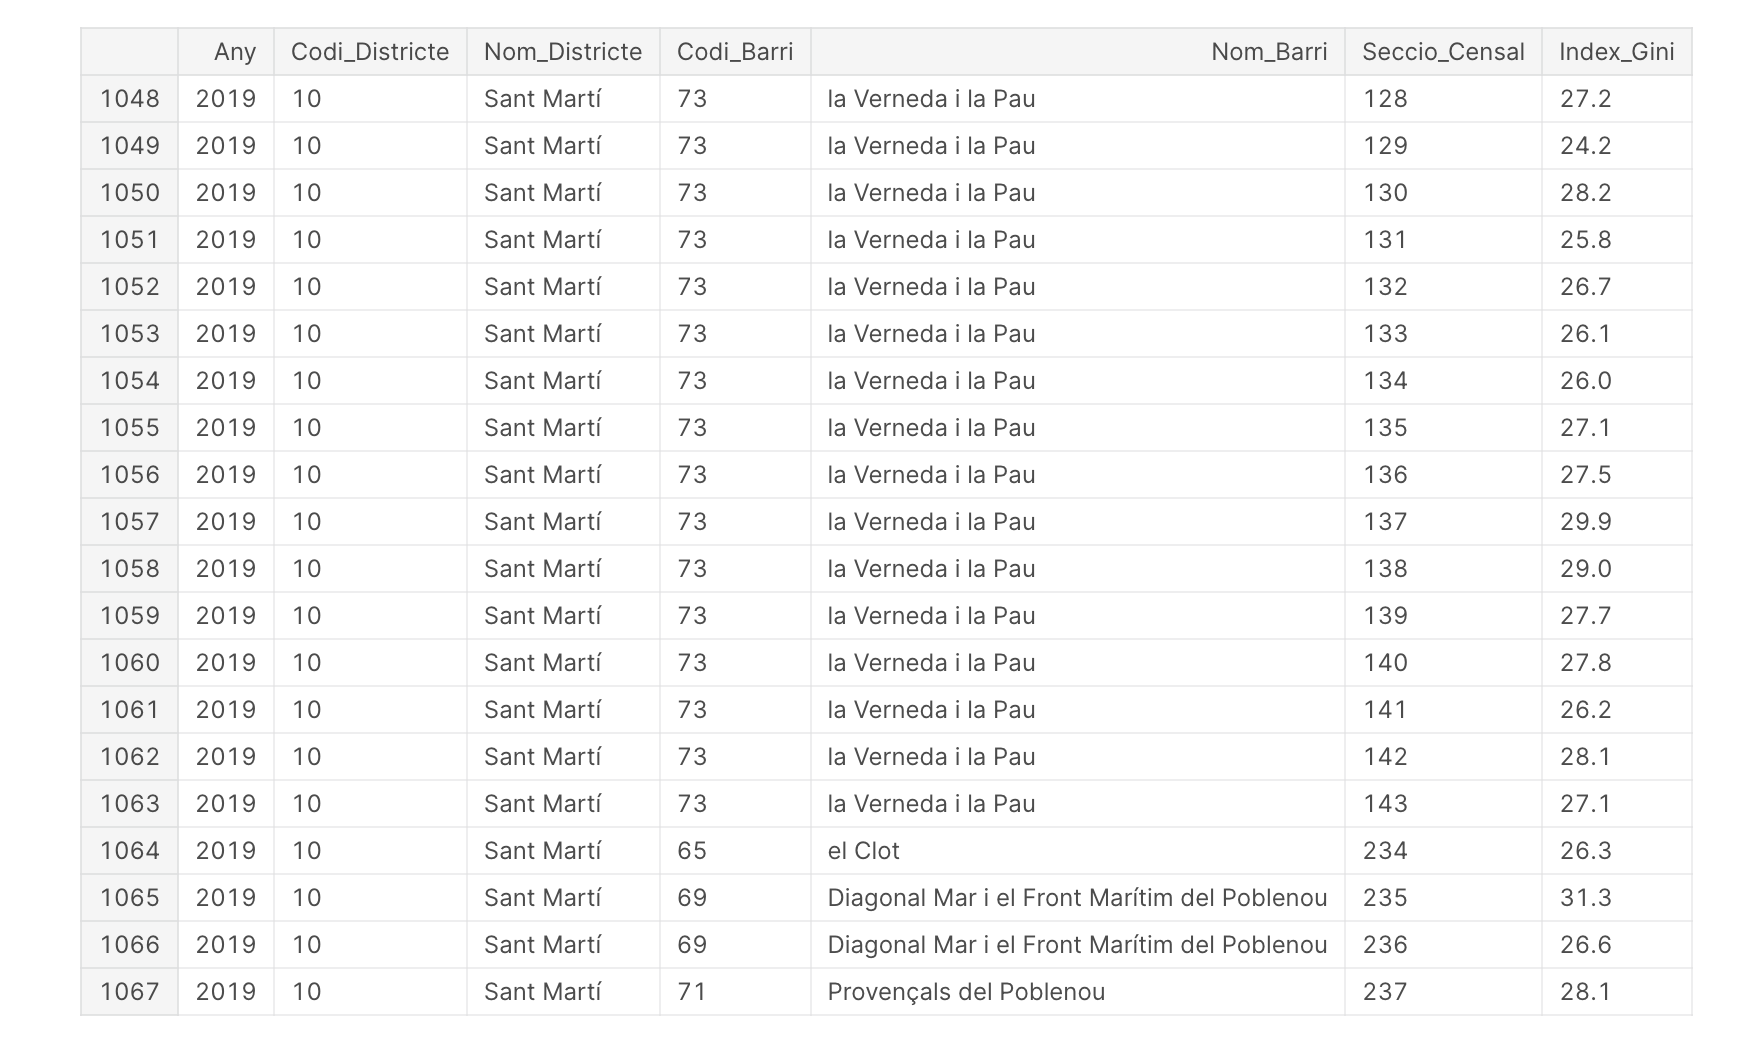 Any Codi_Districte Nom_Districte Codi_Barri Nom_Barri Seccio_Censal Index_Gini
1048 2019 10 Sant Martí 73 la Verneda i la Pau 128 27.2
1049 2019 10 Sant Martí 73 la Verneda i la Pau 129 24.2
1050 2019 10 Sant Martí 73 la Verneda i la Pau 130 28.2
1051 2019 10 Sant Martí 73 la Verneda i la Pau 131 25.8
1052 2019 10 Sant Martí 73 la Verneda i la Pau 132 26.7
1053 2019 10 Sant Martí 73 la Verneda i la Pau 133 26.1
1054 2019 10 Sant Martí 73 la Verneda i la Pau 134 26.0
1055 2019 10 Sant Martí 73 la Verneda i la Pau 135 27.1
1056 2019 10 Sant Martí 73 la Verneda i la Pau 136 27.5
1057 2019 10 Sant Martí 73 la Verneda i la Pau 137 29.9
1058 2019 10 Sant Martí 73 la Verneda i la Pau 138 29.0
1059 2019 10 Sant Martí 73 la Verneda i la Pau 139 27.7
1060 2019 10 Sant Martí 73 la Verneda i la Pau 140 27.8
1061 2019 10 Sant Martí 73 la Verneda i la Pau 141 26.2
1062 2019 10 Sant Martí 73 la Verneda i la Pau 142 28.1
1063 2019 10 Sant Martí 73 la Verneda i la Pau 143 27.1
1064 2019 10 Sant Martí 65 el Clot 234 26.3
1065 2019 10 Sant Martí 69 Diagonal Mar i el Front Marítim del Poblenou 235 31.3
1066 2019 10 Sant Martí 69 Diagonal Mar i el Front Marítim del Poblenou 236 26.6
1067 2019 10 Sant Martí 71 Provençals del Poblenou 237 28.1